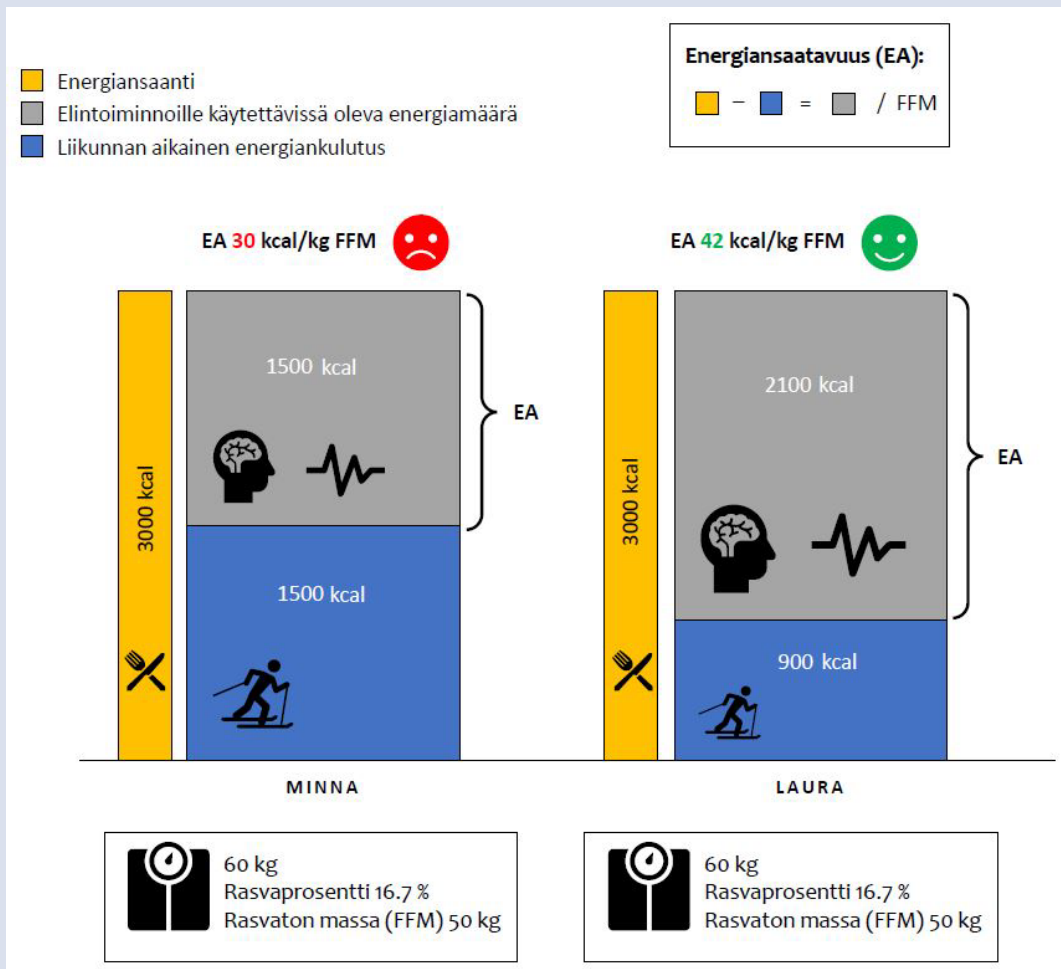 Energiansaatavuus (EA):
– = / FFM
Energiansaanti
Elintoiminnoille käytettävissä oleva energiamäärä
Liikunnan aikainen energiankulutus
EA 30 kcal/kg FFM
EA 42 kcal/kg FFM
3000 kcal
1500 kcal
EA
1500 kcal
3000 kcal
2100 kcal
EA
900 kcal
MINNA
LAURA
60 kg
Rasvaprosentti 16.7 %
Rasvaton massa (FFM) 50 kg
60 kg
Rasvaprosentti 16.7 %
Rasvaton massa (FFM) 50 kg